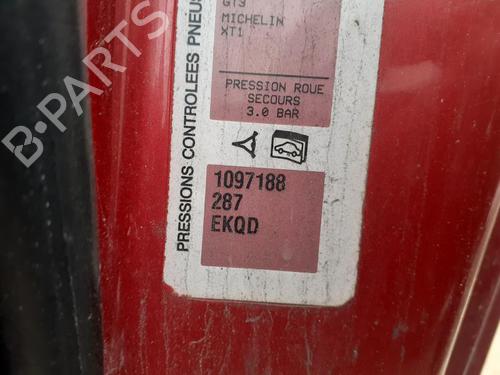 GT3
MICHELIN
XT1
PRESSION ROUE
SECOURS
3.0 BAR
1097188
287
EKQD
PRESSIONS CONTROLEES PNEUS
B-PARTS